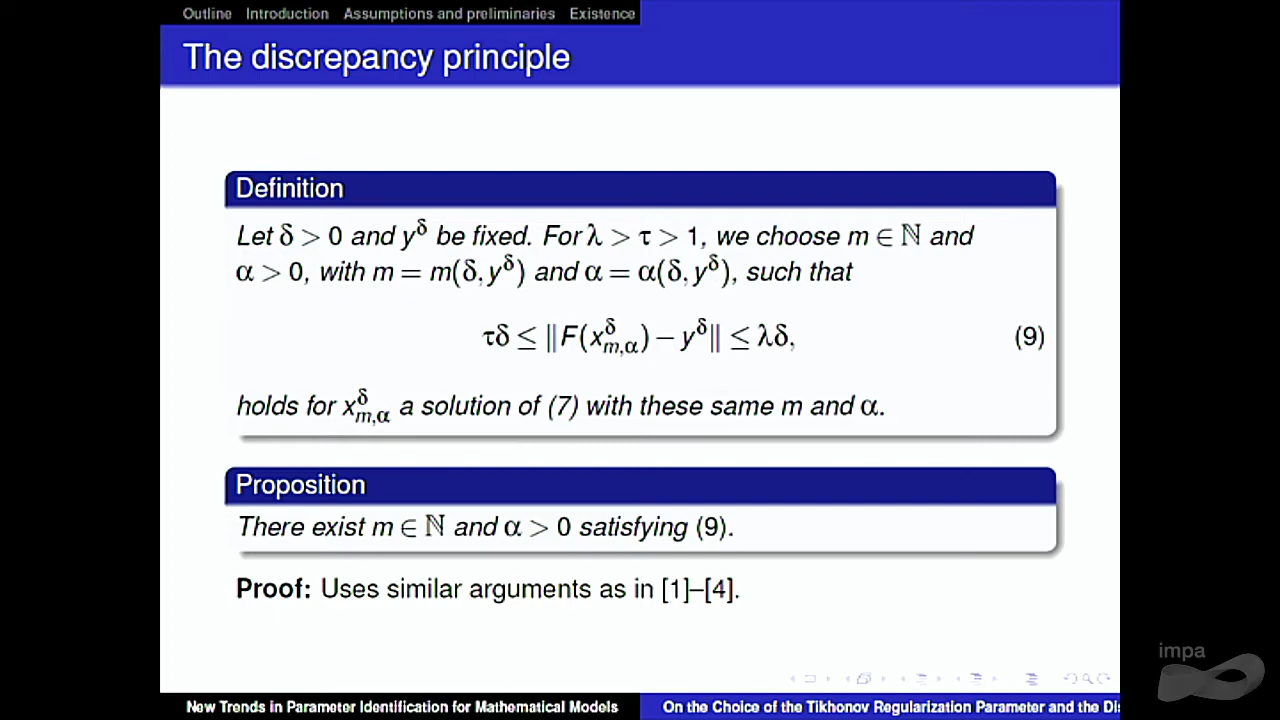 Outline Introduction Assumptions and preliminaries Existence
The discrepancy principle
Definition
Let δ > 0 and y^δ be fixed. For λ > τ > 1, we choose m ∈ ℕ and
α > 0, with m = m(δ, y^δ) and α = α(δ, y^δ), such that
τδ ≤ ‖F(x^δ_{m,α}) − y^δ‖ ≤ λδ, (9)
holds for x^δ_{m,α} a solution of (7) with these same m and α.
Proposition
There exist m ∈ ℕ and α > 0 satisfying (9).
Proof: Uses similar arguments as in [1]–[4].
impa
New Trends in Parameter Identification for Mathematical Models On the Choice of the Tikhonov Regularization Parameter and the Dis